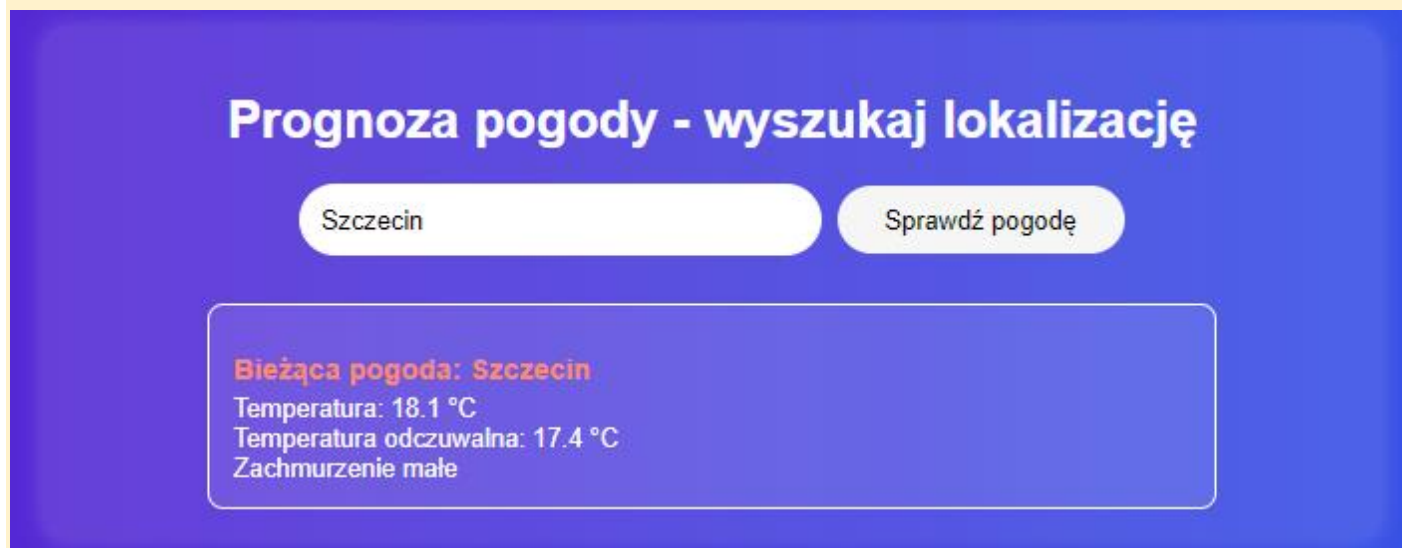 Prognoza pogody - wyszukaj lokalizację
Szczecin Sprawdź pogodę
Bieżąca pogoda: Szczecin
Temperatura: 18.1 °C
Temperatura odczuwalna: 17.4 °C
Zachmurzenie małe